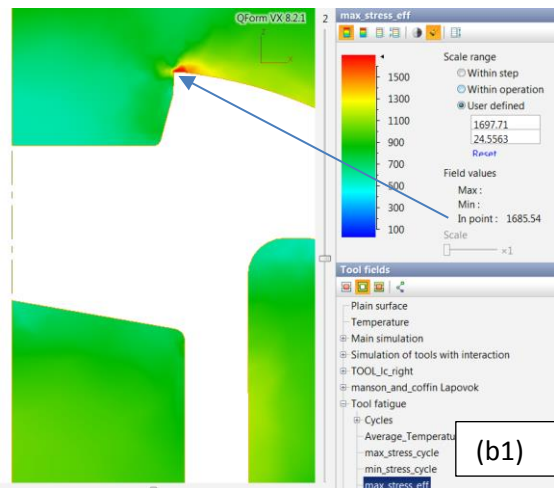 QForm VX 8.2.1
2
Z
X
max_stress_eff
1500
1300
1100
900
700
500
300
100
Scale range
Within step
Within operation
User defined
1697.71
24.5563
Reset
Field values
Max :
Min :
In point : 1685.54
Scale
×1
Tool fields
Plain surface
Temperature
Main simulation
Simulation of tools with interaction
TOOL_lc_right
manson_and_coffin Lapovok
Tool fatigue
Cycles
Average_Temperatu
max_stress_cycle
min_stress_cycle
max_stress_eff
(b1)